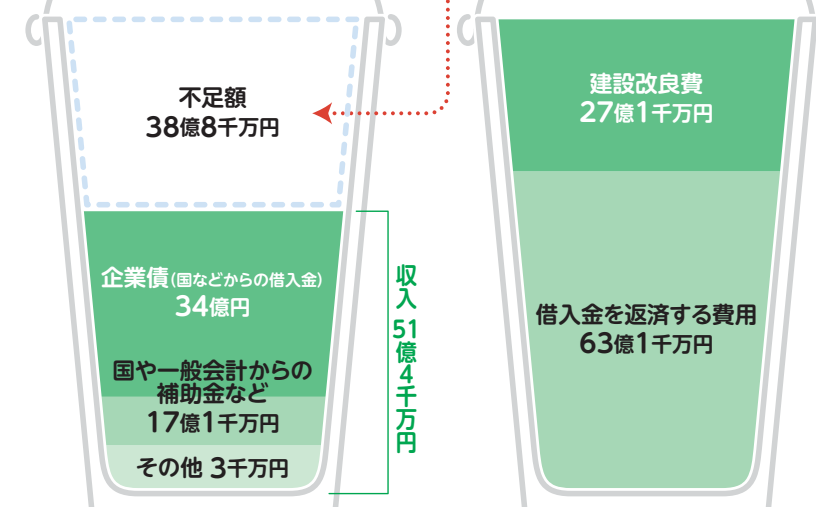 不足額
38億8千万円
企業債(国などからの借入金)
34億円
国や一般会計からの
補助金など
17億1千万円
その他 3千万円
収入 51億4千万円
建設改良費
27億1千万円
借入金を返済する費用
63億1千万円